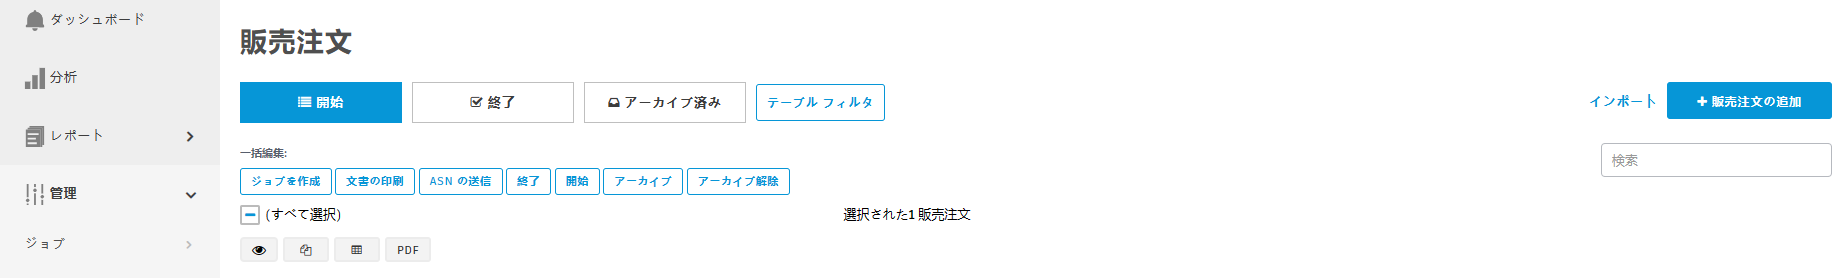 ダッシュボード
分析
レポート
管理
ジョブ
販売注文
開始 終了 アーカイブ済み テーブル フィルタ インポート 販売注文の追加
一括編集: 検索
ジョブを作成 文書の印刷 ASN の送信 終了 開始 アーカイブ アーカイブ解除
(すべて選択) 選択された1 販売注文
PDF